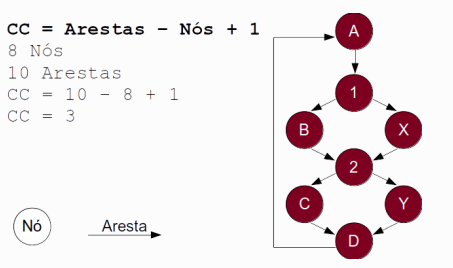 CC = Arestas - Nós + 1
8 Nós
10 Arestas
CC = 10 - 8 + 1
CC = 3
A
1
B
X
2
C
Y
D
Nó
Aresta